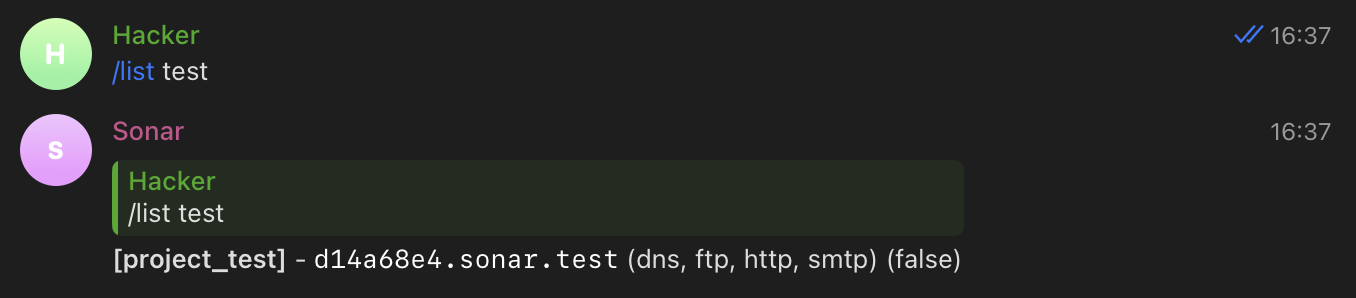 H
Hacker
16:37
/list test
S
Sonar
16:37
Hacker
/list test
[project_test] - d14a68e4.sonar.test (dns, ftp, http, smtp) (false)